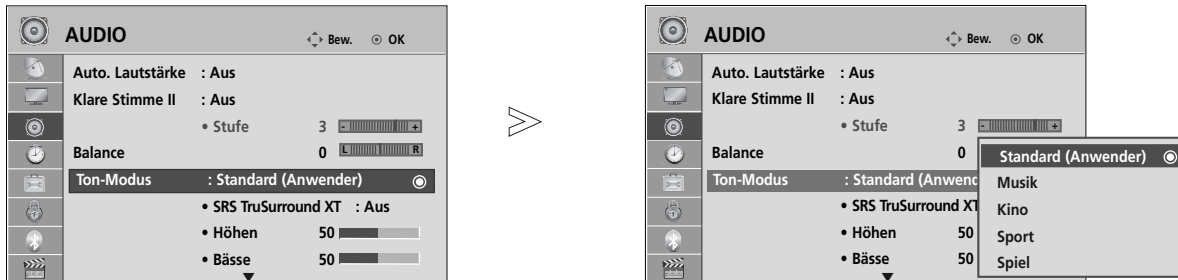 AUDIO
Bew. OK
Auto. Lautstärke : Aus
Klare Stimme II : Aus
• Stufe 3 - +
Balance 0 L R
Ton-Modus : Standard (Anwender)
• SRS TruSurround XT : Aus
• Höhen 50
• Bässe 50
AUDIO
Bew. OK
Auto. Lautstärke : Aus
Klare Stimme II : Aus
• Stufe 3 - +
Balance 0
Ton-Modus : Standard (Anwend
• SRS TruSurround XT
• Höhen 50
• Bässe 50
Standard (Anwender)
Musik
Kino
Sport
Spiel